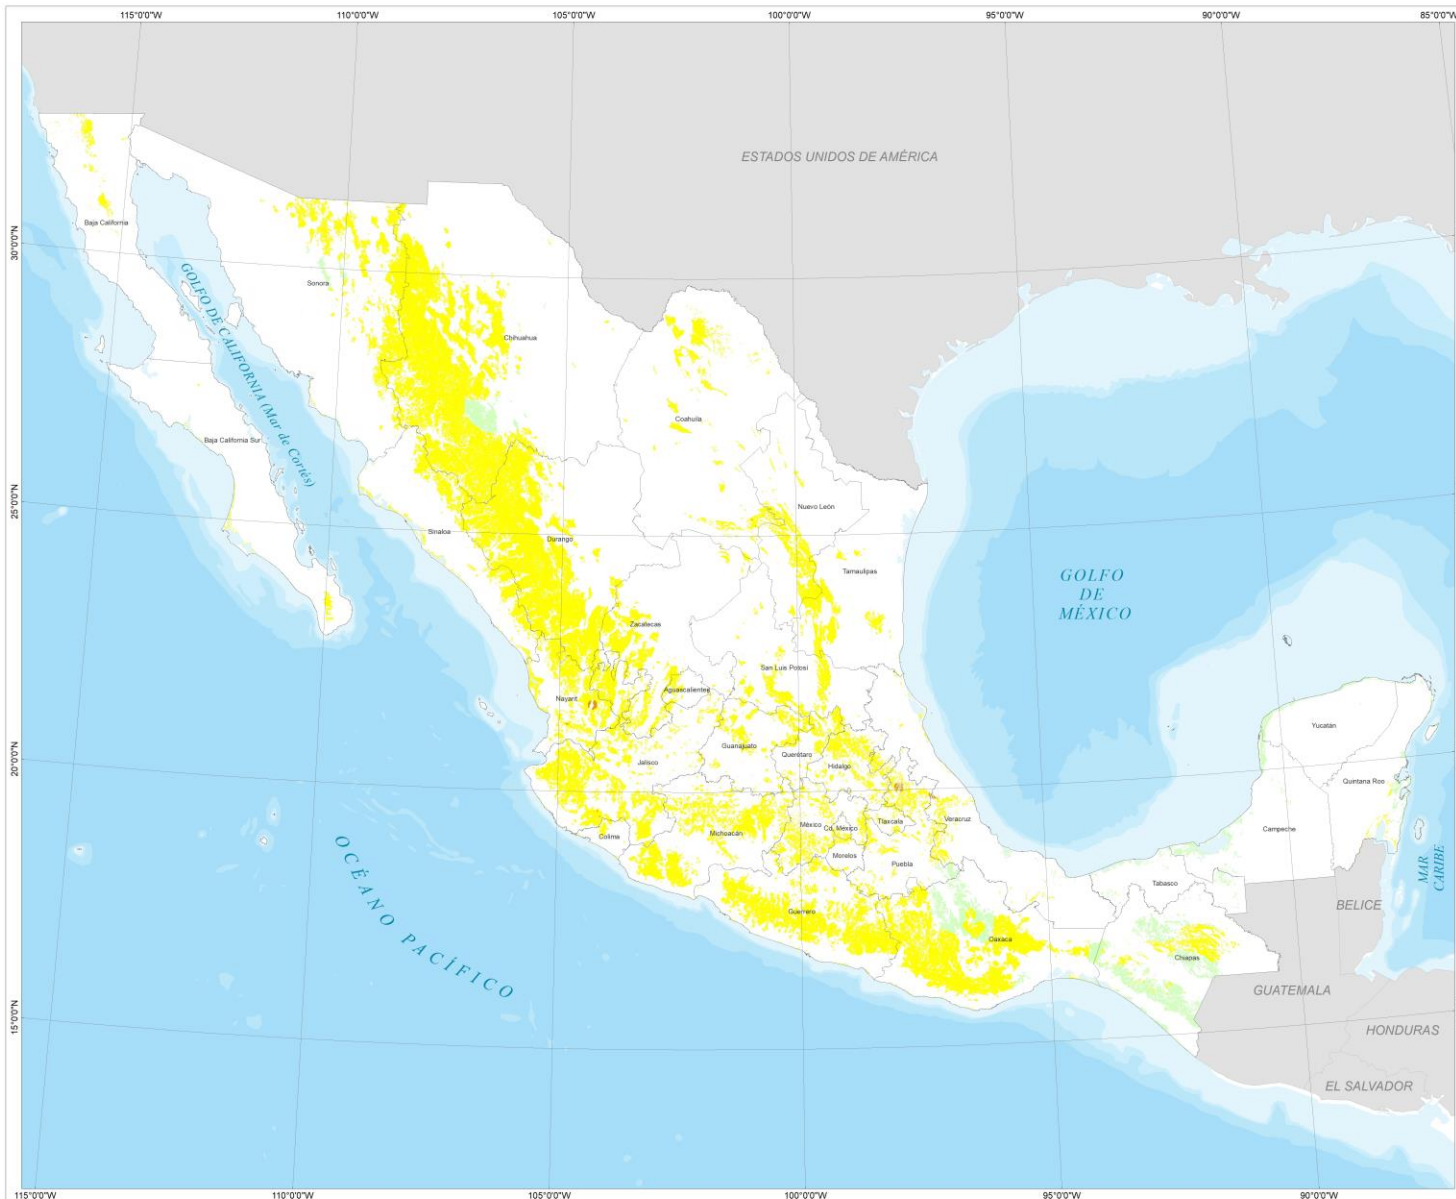 115°0'0"W
110°0'0"W
105°0'0"W
100°0'0"W
95°0'0"W
90°0'0"W
85°0'0"W
ESTADOS UNIDOS DE AMÉRICA
Baja California
30°0'0"N
Sonora
GOLFO DE CALIFORNIA (Mar de Cortés)
Chihuahua
Coahuila
Baja California Sur
25°0'0"N
Nuevo León
Sinaloa
Durango
Tamaulipas
GOLFO
DE
MÉXICO
Zacatecas
San Luis Potosí
Aguascalientes
Nayarit
Yucatán
20°0'0"N
Guanajuato
Querétaro
Jalisco
Hidalgo
Quintana Roo
México
Cd. México
Tlaxcala
Veracruz
Colima
Michoacán
Campeche
Morelos
Puebla
MAR
CARIBE
Tabasco
BELICE
OCÉANO PACÍFICO
Guerrero
Oaxaca
Chiapas
GUATEMALA
15°0'0"N
HONDURAS
EL SALVADOR
115°0'0"W
110°0'0"W
105°0'0"W
100°0'0"W
95°0'0"W
90°0'0"W